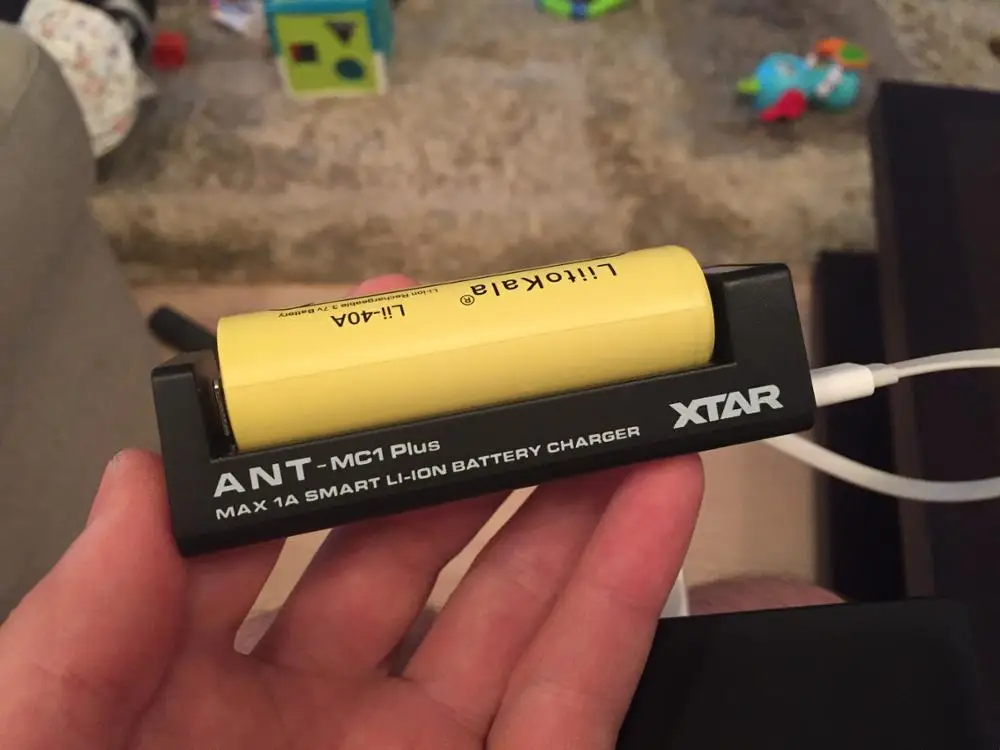 LiitoKala®
Lii-40A
Li-ion Rechargeable 3.7v Battery
XTAR
ANT-MC1 Plus
MAX 1A SMART LI-ION BATTERY CHARGER